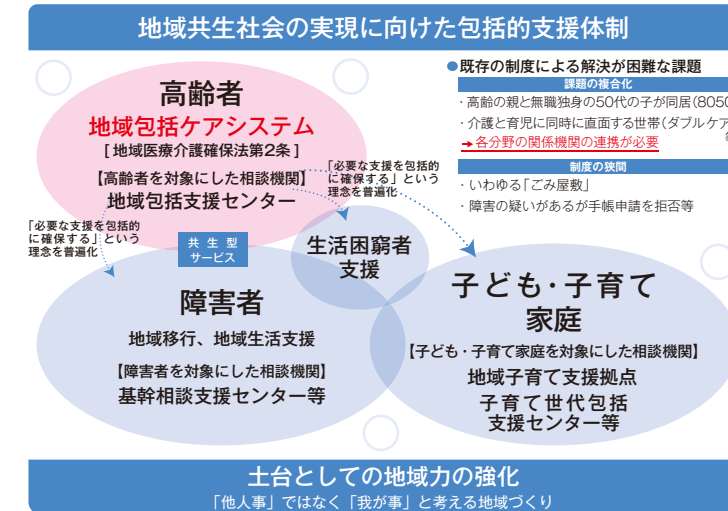 地域共生社会の実現に向けた包括的支援体制
●既存の制度による解決が困難な課題
課題の複合化
・高齢の親と無職独身の50代の子が同居(8050
・介護と育児に同時に直面する世帯(ダブルケア
➡各分野の関係機関の連携が必要
制度の狭間
・いわゆる「ごみ屋敷」
・障害の疑いがあるが手帳申請を拒否等
高齢者
地域包括ケアシステム
[地域医療介護確保法第2条]
【高齢者を対象にした相談機関】
地域包括支援センター
「必要な支援を包括的
に確保する」という
理念を普遍化
「必要な支援を包括的
に確保する」という
理念を普遍化
共生型
サービス
生活困窮者
支援
障害者
地域移行、地域生活支援
【障害者を対象にした相談機関】
基幹相談支援センター等
子ども・子育て
家庭
【子ども・子育て家庭を対象にした相談機関】
地域子育て支援拠点
子育て世代包括
支援センター等
土台としての地域力の強化
「他人事」ではなく「我が事」と考える地域づくり